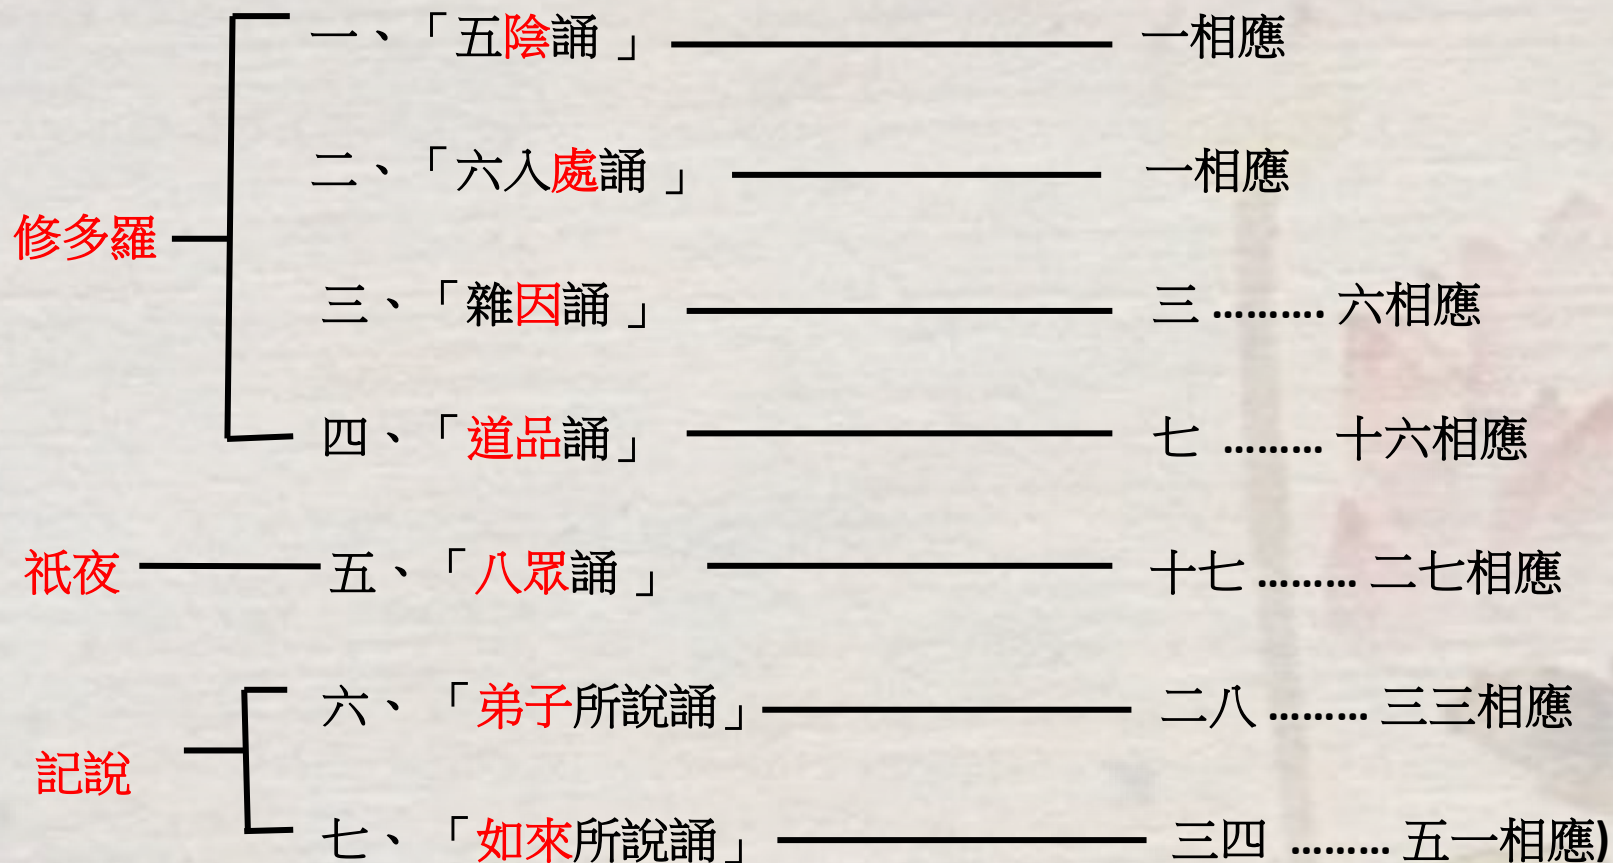 一、「五陰誦 」 一相應
二、「六入處誦 」 一相應
修多羅
三、「雜因誦 」 三 .......... 六相應
四、「道品誦」 七 ......... 十六相應
祇夜 五、「八眾誦 」 十七 ......... 二七相應
六、「弟子所說誦」 二八 ......... 三三相應
記說
七、「如來所說誦」 三四 ......... 五一相應)